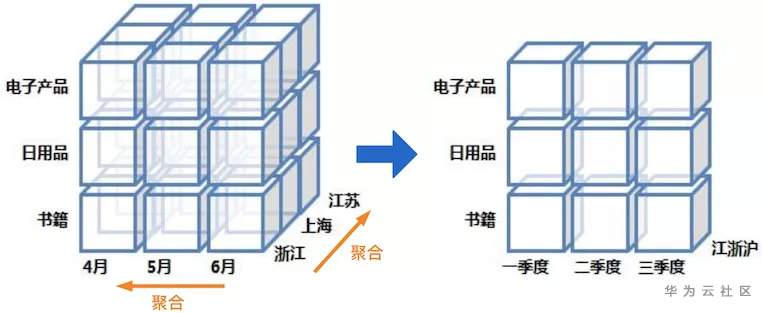 电子产品
日用品
书籍
4月
5月
6月
浙江
上海
江苏
聚合
聚合
电子产品
日用品
书籍
一季度
二季度
三季度
江浙沪
华为云社区